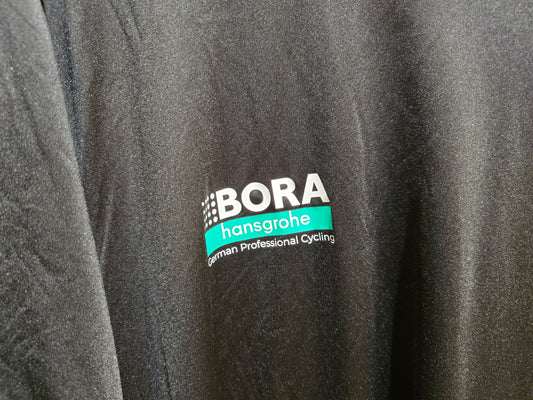 BORA
hansgrohe
German Professional Cycling